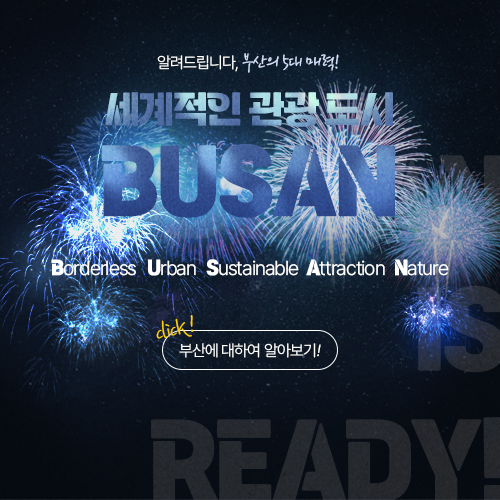 알려드립니다, 부산의 5대 매력!
세계적인 관광 도시
BUSAN
Borderless Urban Sustainable Attraction Nature
click!
부산에 대하여 알아보기!
N
IS
READY!